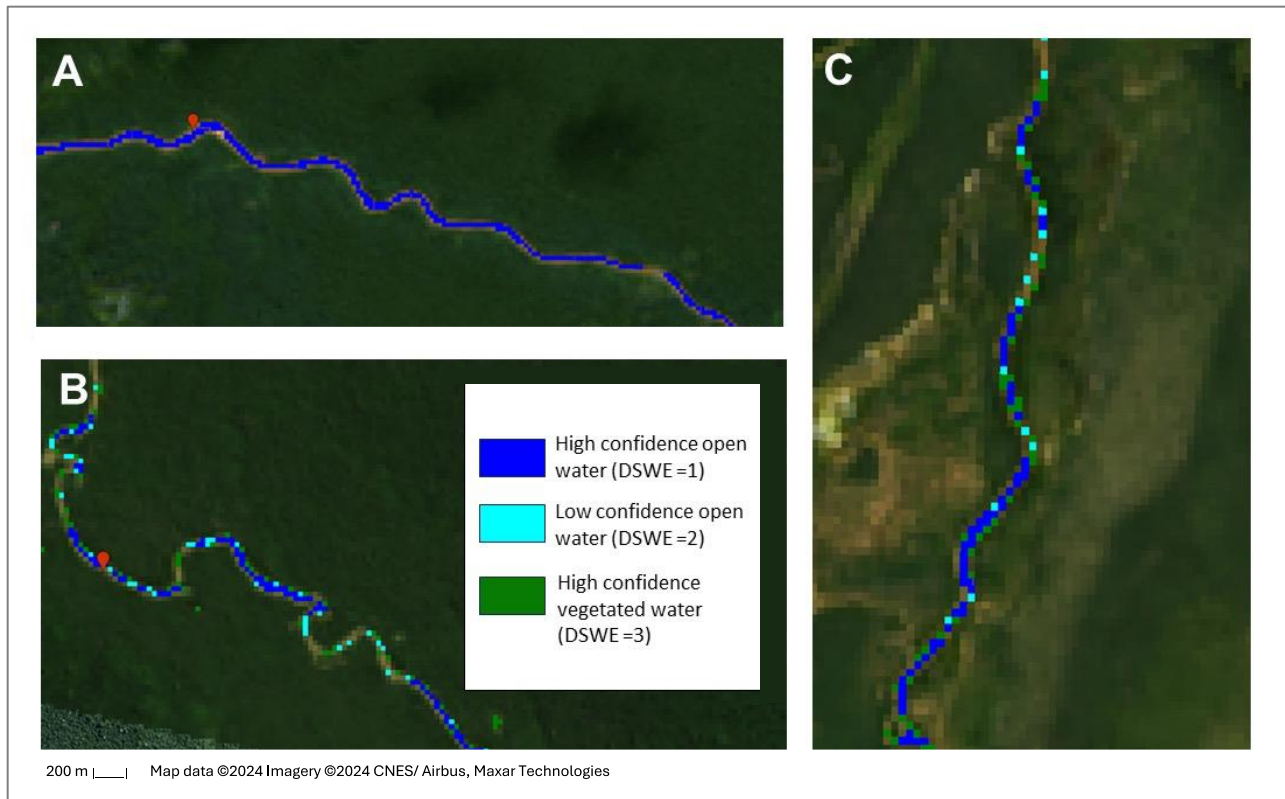 A
B
C
High confidence open
water (DSWE =1)
Low confidence open
water (DSWE =2)
High confidence
vegetated water
(DSWE =3)
200 m Map data ©2024 Imagery ©2024 CNES/ Airbus, Maxar Technologies